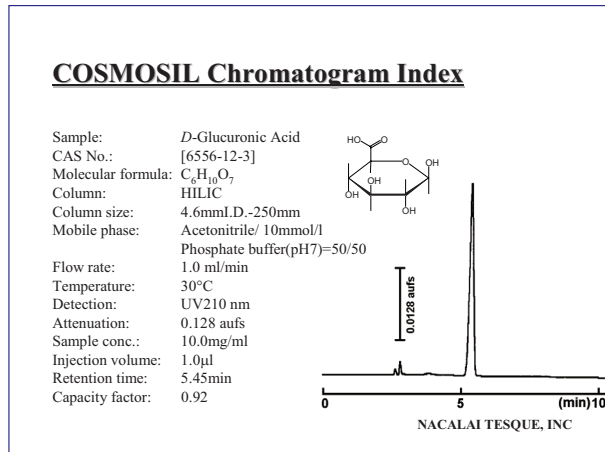 COSMOSIL Chromatogram Index
Sample: D-Glucuronic Acid
CAS No.: [6556-12-3]
Molecular formula: C6H10O7
Column: HILIC
Column size: 4.6mmI.D.-250mm
Mobile phase: Acetonitrile/ 10mmol/l
Phosphate buffer(pH7)=50/50
Flow rate: 1.0 ml/min
Temperature: 30°C
Detection: UV210 nm
Attenuation: 0.128 aufs
Sample conc.: 10.0mg/ml
Injection volume: 1.0µl
Retention time: 5.45min
Capacity factor: 0.92
HO O
O OH
OH
OH OH
OH
0.0128 aufs
0 5 (min) 10
NACALAI TESQUE, INC